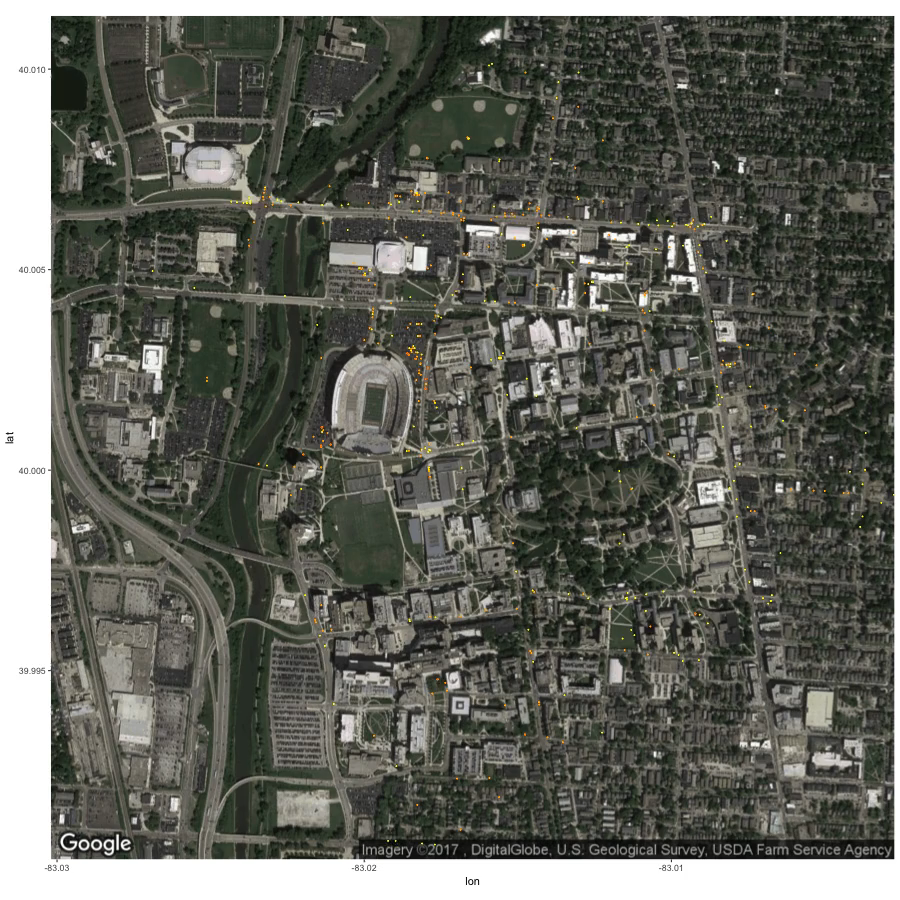 40.010
40.005
lat
40.000
39.995
Google
Imagery ©2017 , DigitalGlobe, U.S. Geological Survey, USDA Farm Service Agency
-83.03
-83.02
-83.01
lon